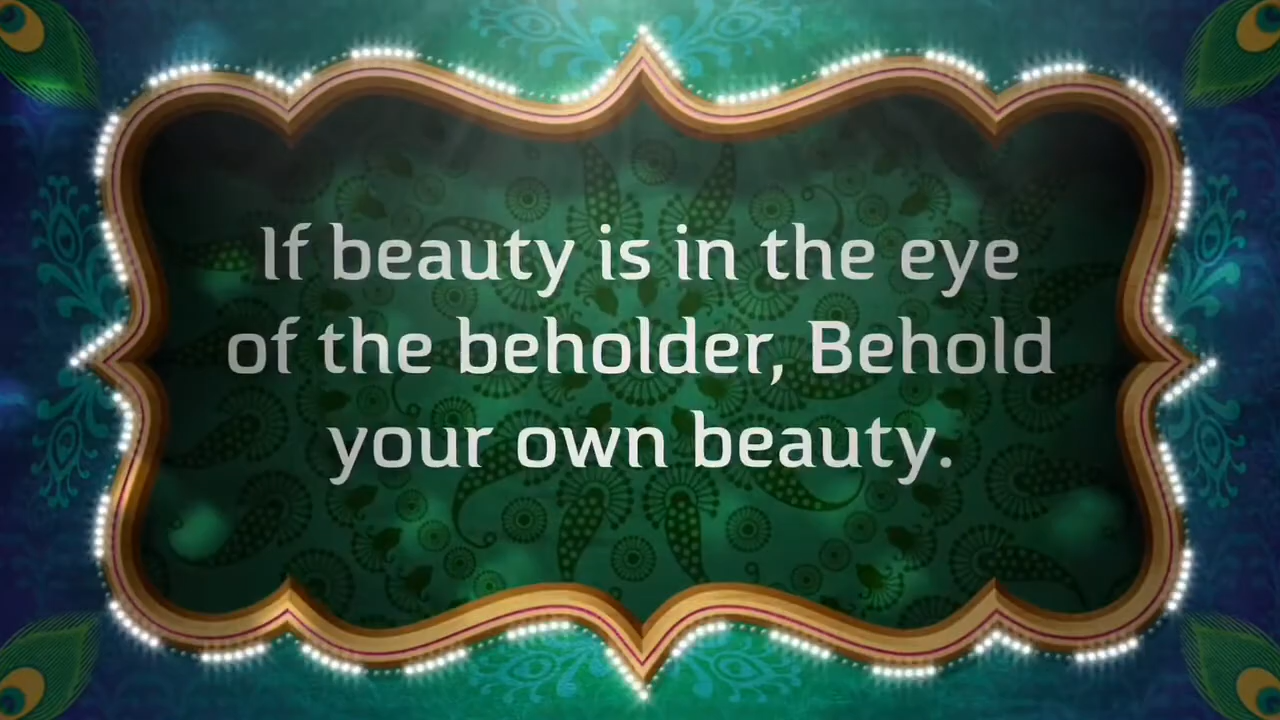 If beauty is in the eye
of the beholder, Behold
your own beauty.